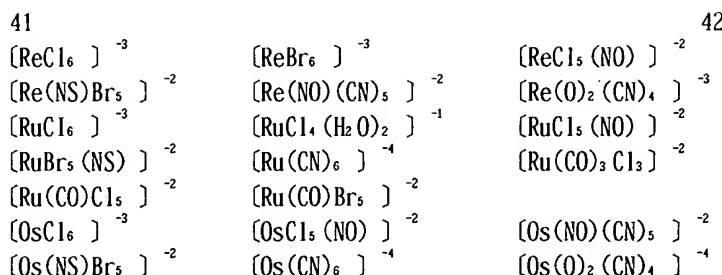 41 42
〔ReCl₆ 〕⁻³ 〔ReBr₆ 〕⁻³ 〔ReCl₅(NO) 〕⁻²
〔Re(NS)Br₅ 〕⁻² 〔Re(NO)(CN)₅ 〕⁻² 〔Re(O)₂(CN)₄ 〕⁻³
〔RuCl₆ 〕⁻³ 〔RuCl₄(H₂O)₂ 〕⁻¹ 〔RuCl₅(NO) 〕⁻²
〔RuBr₅(NS) 〕⁻² 〔Ru(CN)₆ 〕⁻⁴ 〔Ru(CO)₃Cl₃〕⁻²
〔Ru(CO)Cl₅ 〕⁻² 〔Ru(CO)Br₅ 〕⁻²
〔OsCl₆ 〕⁻³ 〔OsCl₅(NO) 〕⁻² 〔Os(NO)(CN)₅ 〕⁻²
〔Os(NS)Br₅ 〕⁻² 〔Os(CN)₆ 〕⁻⁴ 〔Os(O)₂(CN)₄ 〕⁻⁴